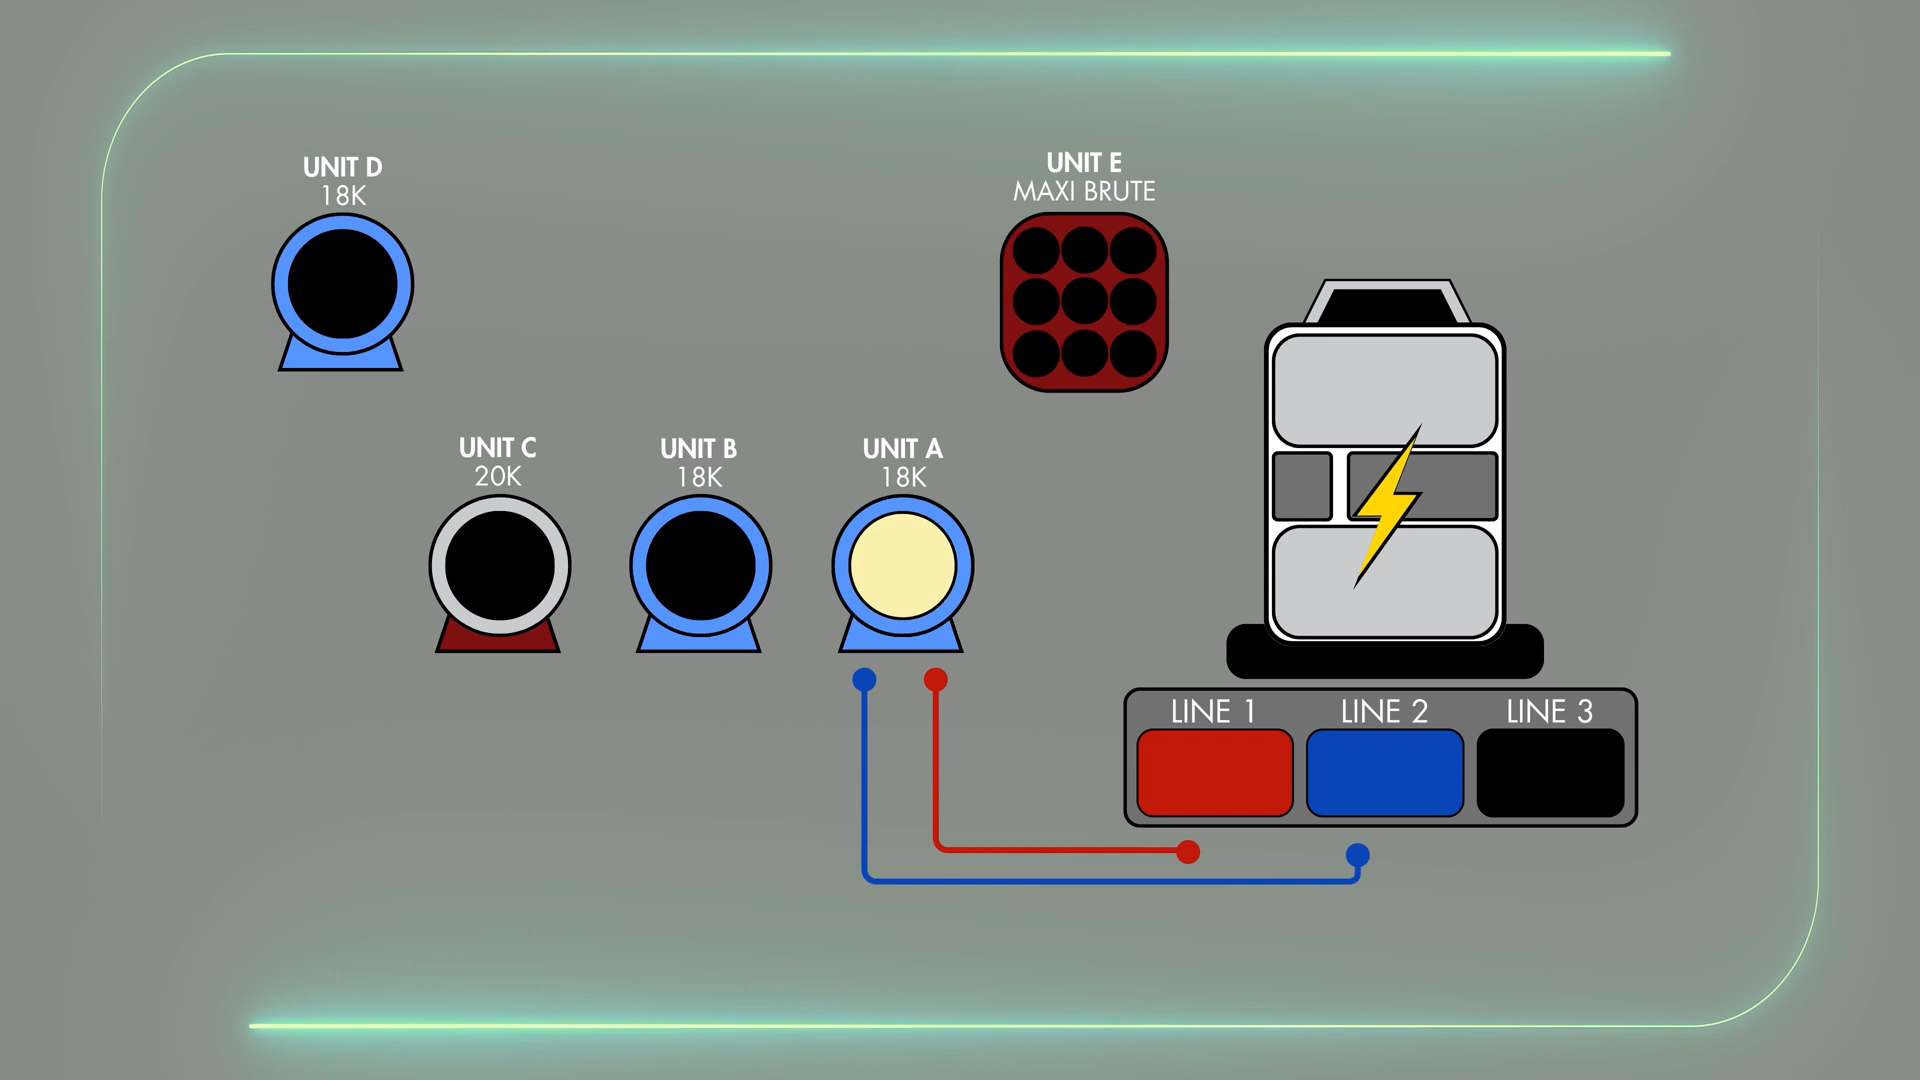 UNIT D
18K
UNIT E
MAXI BRUTE
UNIT C
20K
UNIT B
18K
UNIT A
18K
LINE 1
LINE 2
LINE 3